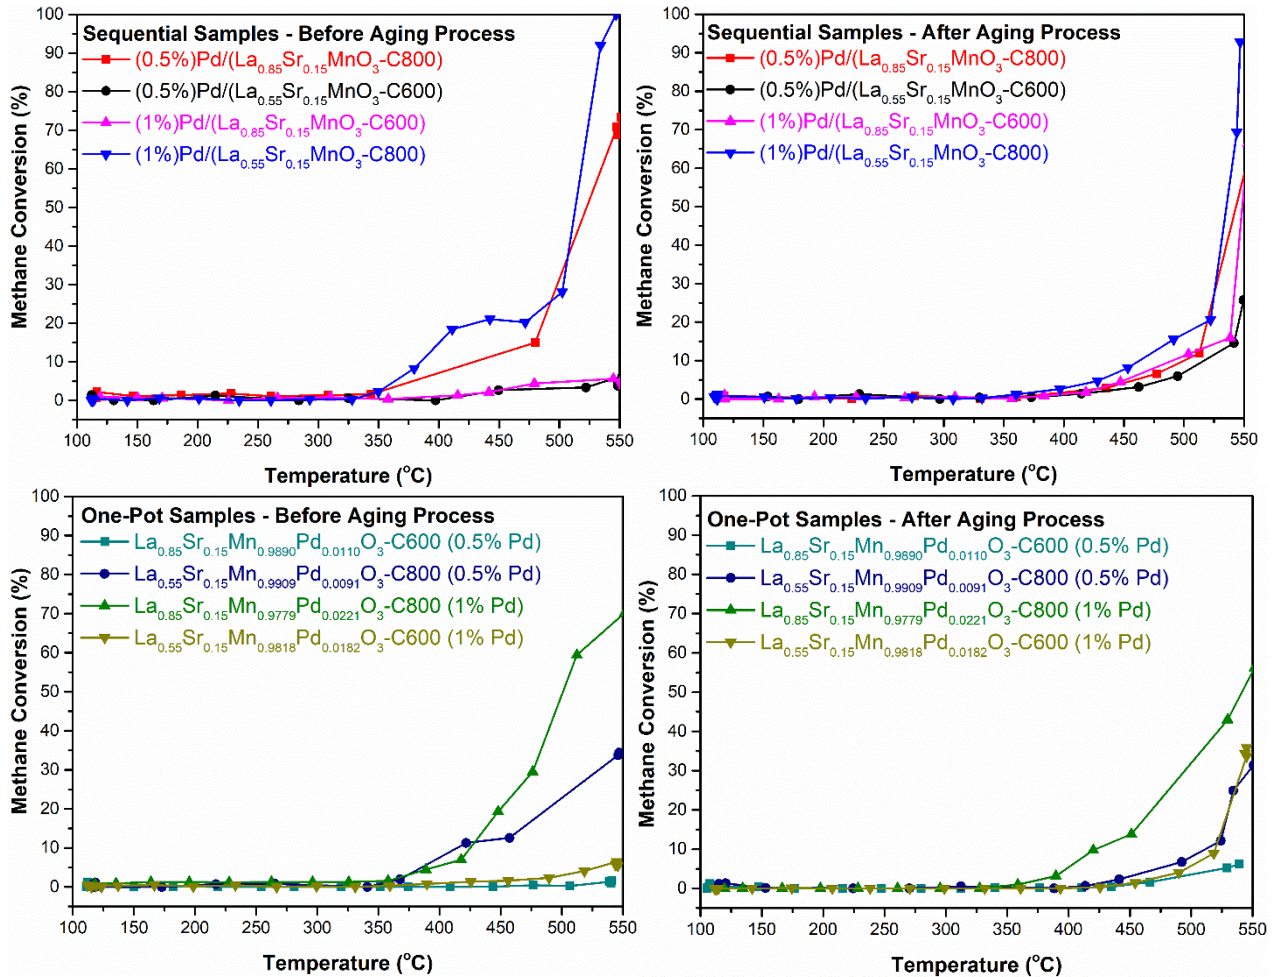 Sequential Samples - Before Aging Process
(0.5%)Pd/(La0.85Sr0.15MnO3-C800)
(0.5%)Pd/(La0.55Sr0.15MnO3-C600)
(1%)Pd/(La0.85Sr0.15MnO3-C600)
(1%)Pd/(La0.55Sr0.15MnO3-C800)
Methane Conversion (%)
100
90
80
70
60
50
40
30
20
10
0
100 150 200 250 300 350 400 450 500 550
Temperature (°C)
Sequential Samples - After Aging Process
(0.5%)Pd/(La0.85Sr0.15MnO3-C800)
(0.5%)Pd/(La0.55Sr0.15MnO3-C600)
(1%)Pd/(La0.85Sr0.15MnO3-C600)
(1%)Pd/(La0.55Sr0.15MnO3-C800)
Methane Conversion (%)
100
90
80
70
60
50
40
30
20
10
0
100 150 200 250 300 350 400 450 500 550
Temperature (°C)
One-Pot Samples - Before Aging Process
La0.85Sr0.15Mn0.9890Pd0.0110O3-C600 (0.5% Pd)
La0.55Sr0.15Mn0.9909Pd0.0091O3-C800 (0.5% Pd)
La0.85Sr0.15Mn0.9779Pd0.0221O3-C800 (1% Pd)
La0.55Sr0.15Mn0.9818Pd0.0182O3-C600 (1% Pd)
Methane Conversion (%)
100
90
80
70
60
50
40
30
20
10
0
100 150 200 250 300 350 400 450 500 550
Temperature (°C)
One-Pot Samples - After Aging Process
La0.85Sr0.15Mn0.9890Pd0.0110O3-C600 (0.5% Pd)
La0.55Sr0.15Mn0.9909Pd0.0091O3-C800 (0.5% Pd)
La0.85Sr0.15Mn0.9779Pd0.0221O3-C800 (1% Pd)
La0.55Sr0.15Mn0.9818Pd0.0182O3-C600 (1% Pd)
Methane Conversion (%)
100
90
80
70
60
50
40
30
20
10
0
100 150 200 250 300 350 400 450 500 550
Temperature (°C)